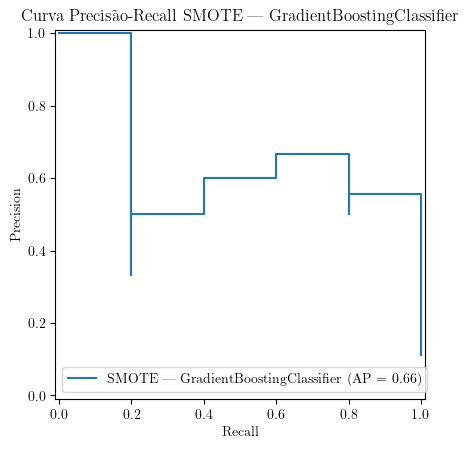 Curva Precisão-Recall SMOTE — GradientBoostingClassifier
1.0
0.8
0.6
0.4
0.2
0.0
Precision
SMOTE — GradientBoostingClassifier (AP = 0.66)
0.0 0.2 0.4 0.6 0.8 1.0
Recall